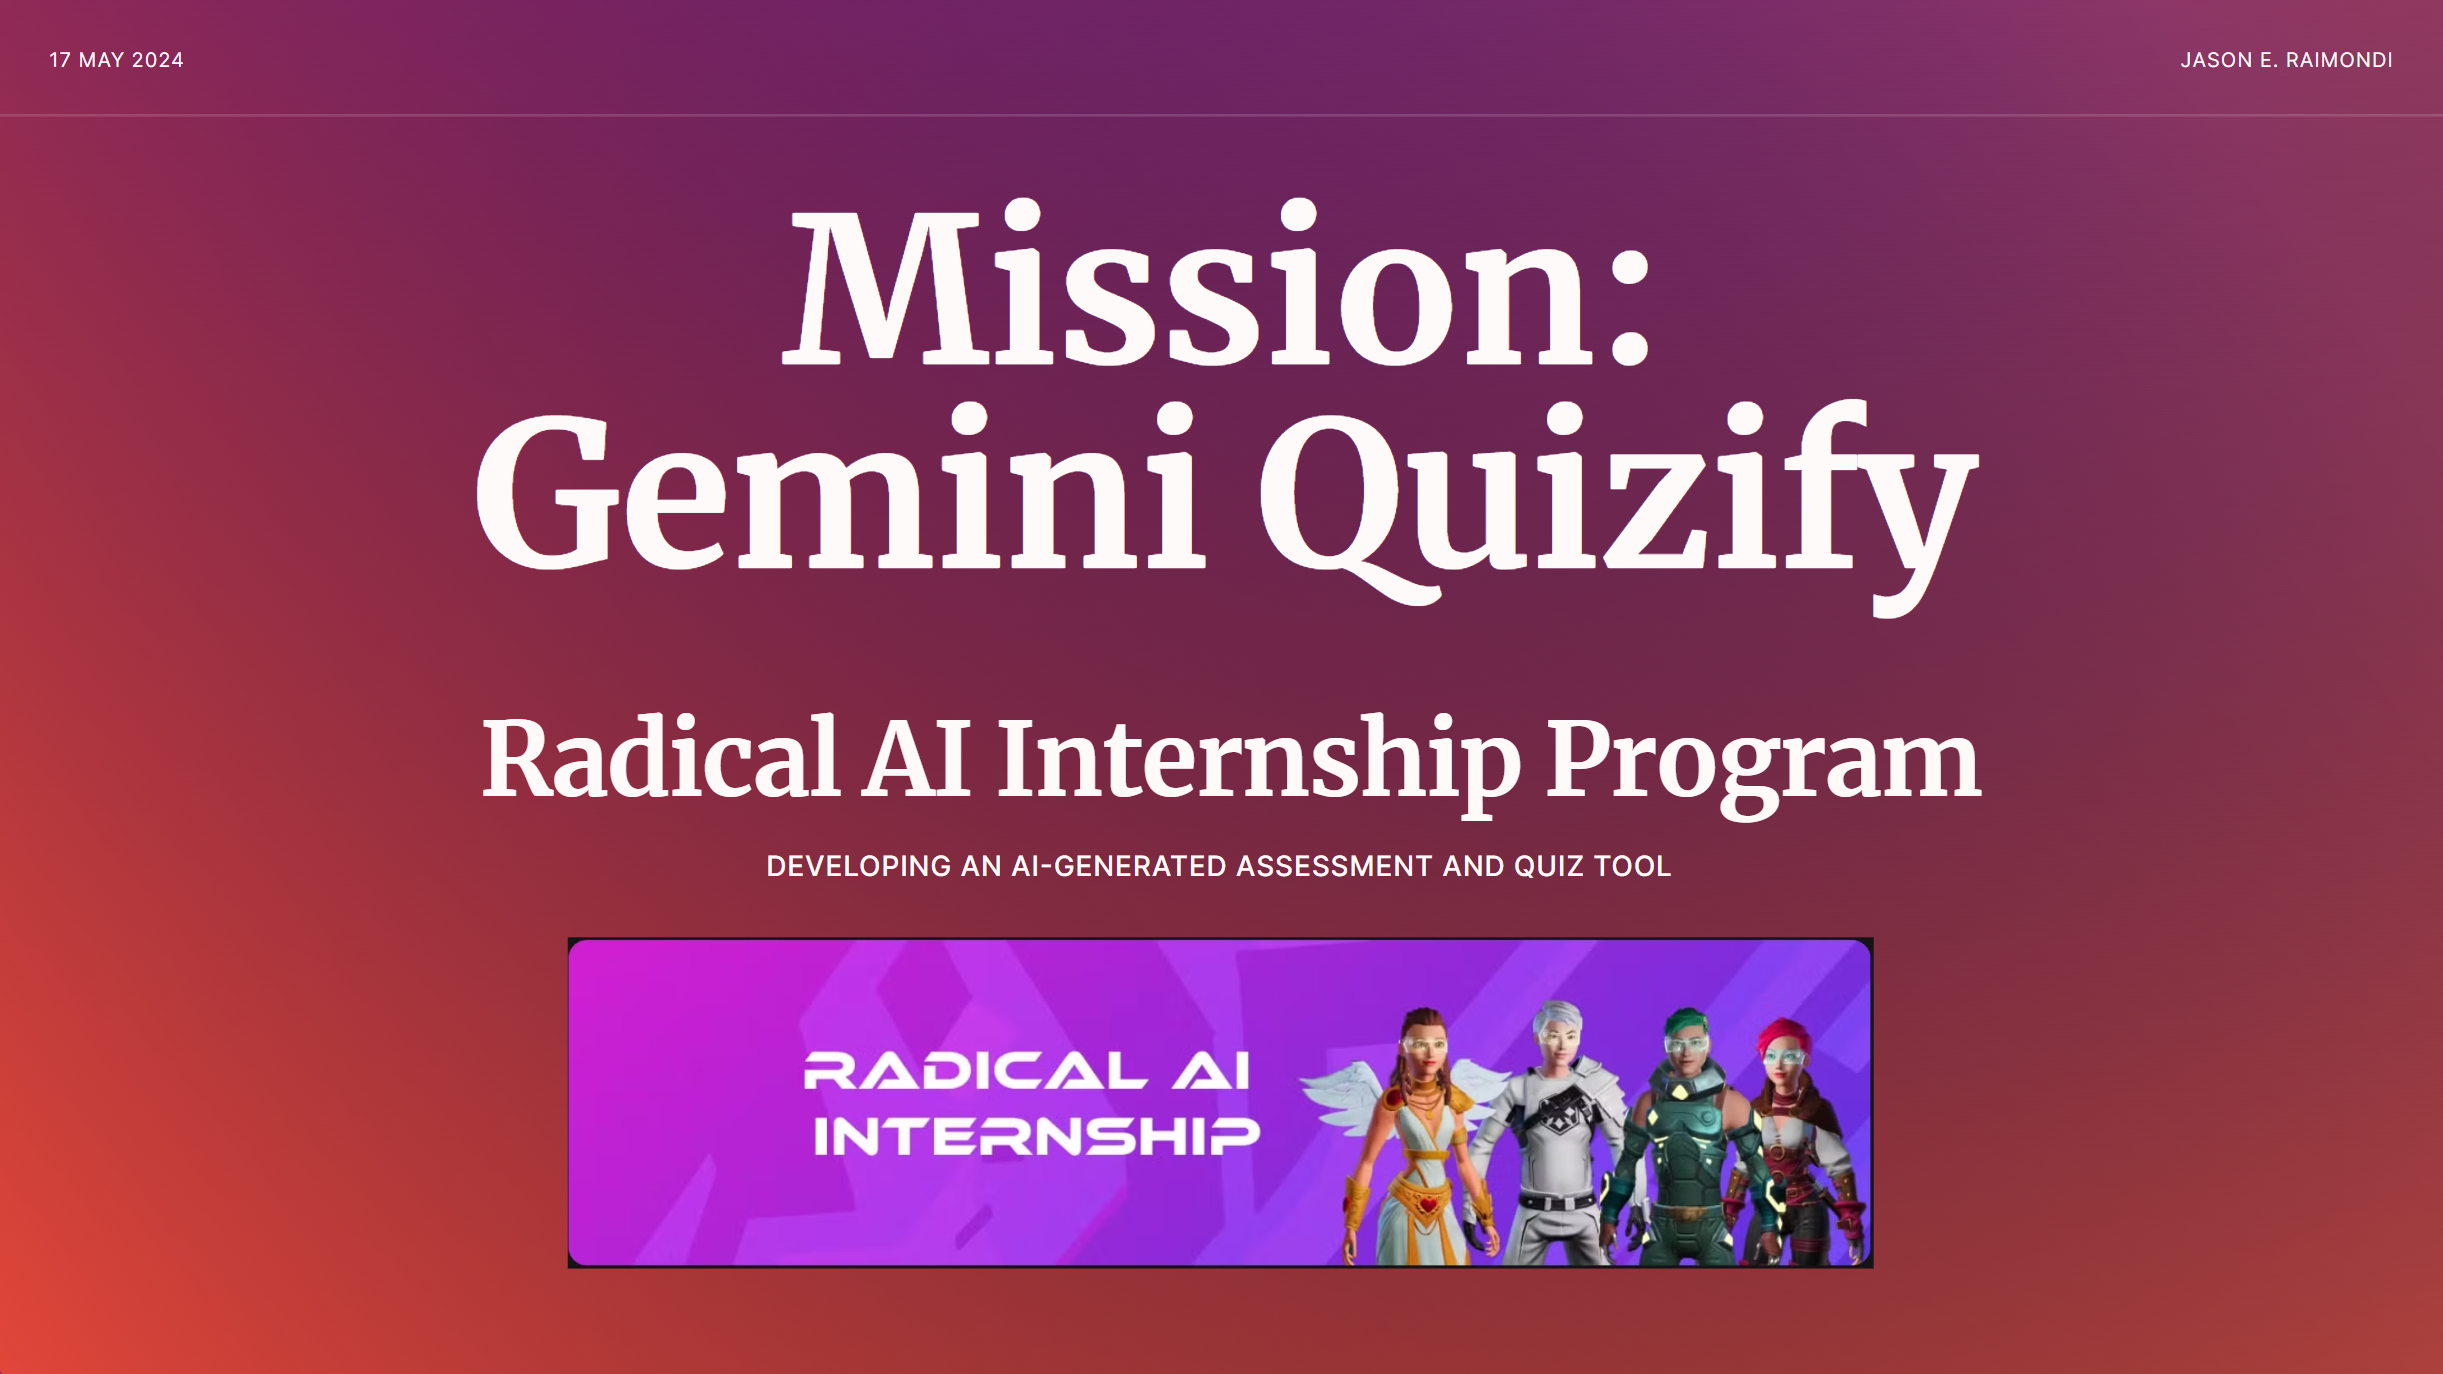 17 MAY 2024
JASON E. RAIMONDI
Mission:
Gemini Quizify
Radical AI Internship Program
DEVELOPING AN AI-GENERATED ASSESSMENT AND QUIZ TOOL
RADICAL AI
INTERNSHIP